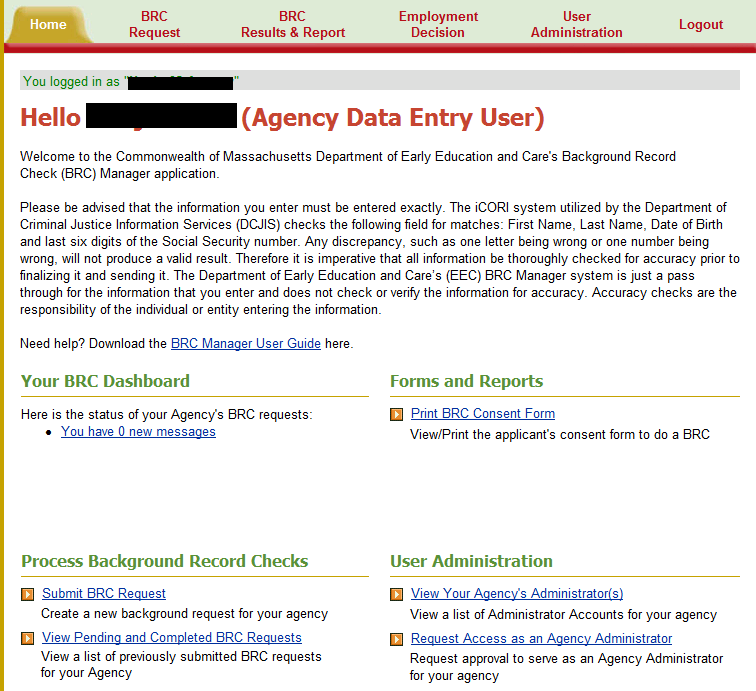 Home
BRC
Request
BRC
Results & Report
Employment
Decision
User
Administration
Logout
You logged in as " "
Hello (Agency Data Entry User)
Welcome to the Commonwealth of Massachusetts Department of Early Education and Care's Background Record
Check (BRC) Manager application.
Please be advised that the information you enter must be entered exactly. The iCORI system utilized by the Department of
Criminal Justice Information Services (DCJIS) checks the following field for matches: First Name, Last Name, Date of Birth
and last six digits of the Social Security number. Any discrepancy, such as one letter being wrong or one number being
wrong, will not produce a valid result. Therefore it is imperative that all information be thoroughly checked for accuracy prior to
finalizing it and sending it. The Department of Early Education and Care's (EEC) BRC Manager system is just a pass
through for the information that you enter and does not check or verify the information for accuracy. Accuracy checks are the
responsibility of the individual or entity entering the information.
Need help? Download the BRC Manager User Guide here.
Your BRC Dashboard
Here is the status of your Agency's BRC requests:
• You have 0 new messages
Forms and Reports
Print BRC Consent Form
View/Print the applicant's consent form to do a BRC
Process Background Record Checks
Submit BRC Request
Create a new background request for your agency
View Pending and Completed BRC Requests
View a list of previously submitted BRC requests
for your Agency
User Administration
View Your Agency's Administrator(s)
View a list of Administrator Accounts for your agency
Request Access as an Agency Administrator
Request approval to serve as an Agency Administrator
for your agency